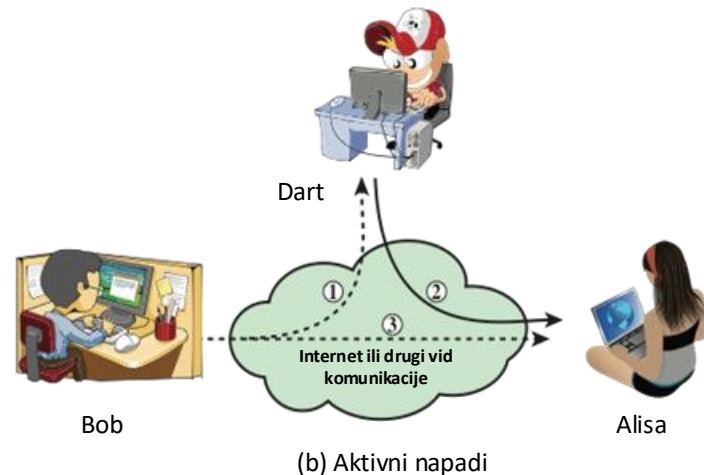 Dart
①
②
③
Internet ili drugi vid
komunikacije
Bob
Alisa
(b) Aktivni napadi